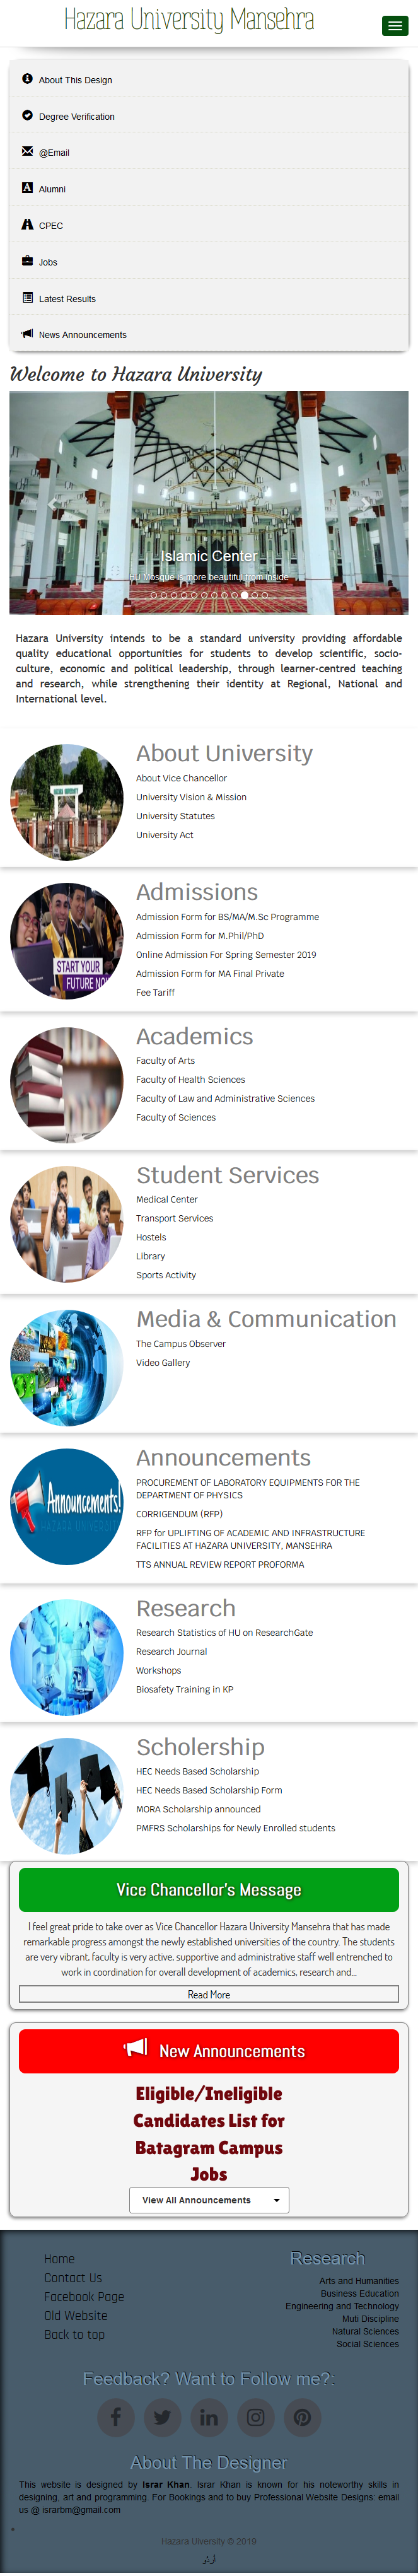 Hazara University Mansehra
About This Design
Degree Verification
@Email
Alumni
CPEC
Jobs
Latest Results
News Announcements
Welcome to Hazara University
Islamic Center
HU Mosque is more beautiful from inside
Hazara University intends to be a standard university providing affordable
quality educational opportunities for students to develop scientific, socio-
culture, economic and political leadership, through learner-centred teaching
and research, while strengthening their identity at Regional, National and
International level.
About University
About Vice Chancellor
University Vision & Mission
University Statutes
University Act
Admissions
Admission Form for BS/MA/M.Sc Programme
Admission Form for M.Phil/PhD
Online Admission For Spring Semester 2019
Admission Form for MA Final Private
Fee Tariff
START YOUR
FUTURE NOW
Academics
Faculty of Arts
Faculty of Health Sciences
Faculty of Law and Administrative Sciences
Faculty of Sciences
Student Services
Medical Center
Transport Services
Hostels
Library
Sports Activity
Media & Communication
The Campus Observer
Video Gallery
Announcements
PROCUREMENT OF LABORATORY EQUIPMENTS FOR THE
DEPARTMENT OF PHYSICS
CORRIGENDUM (RFP)
RFP for UPLIFTING OF ACADEMIC AND INFRASTRUCTURE
FACILITIES AT HAZARA UNIVERSITY, MANSEHRA
TTS ANNUAL REVIEW REPORT PROFORMA
Announcements!
HAZARA UNIVERSITY
Research
Research Statistics of HU on ResearchGate
Research Journal
Workshops
Biosafety Training in KP
Scholership
HEC Needs Based Scholarship
HEC Needs Based Scholarship Form
MORA Scholarship announced
PMFRS Scholarships for Newly Enrolled students
Vice Chancellor's Message
I feel great pride to take over as Vice Chancellor Hazara University Mansehra that has made
remarkable progress amongst the newly established universities of the country. The students
are very vibrant, faculty is very active, supportive and administrative staff well entrenched to
work in coordination for overall development of academics, research and...
Read More
New Announcements
Eligible/Ineligible
Candidates List for
Batagram Campus
Jobs
View All Announcements
Home
Contact Us
Facebook Page
Old Website
Back to top
Research
Arts and Humanities
Business Education
Engineering and Technology
Muti Discipline
Natural Sciences
Social Sciences
Feedback? Want to Follow me?:
About The Designer
This website is designed by Israr Khan. Israr Khan is known for his noteworthy skills in
designing, art and programming. For Bookings and to buy Professional Website Designs: email
us @ israrbm@gmail.com
Hazara Uiversity © 2019
اردو